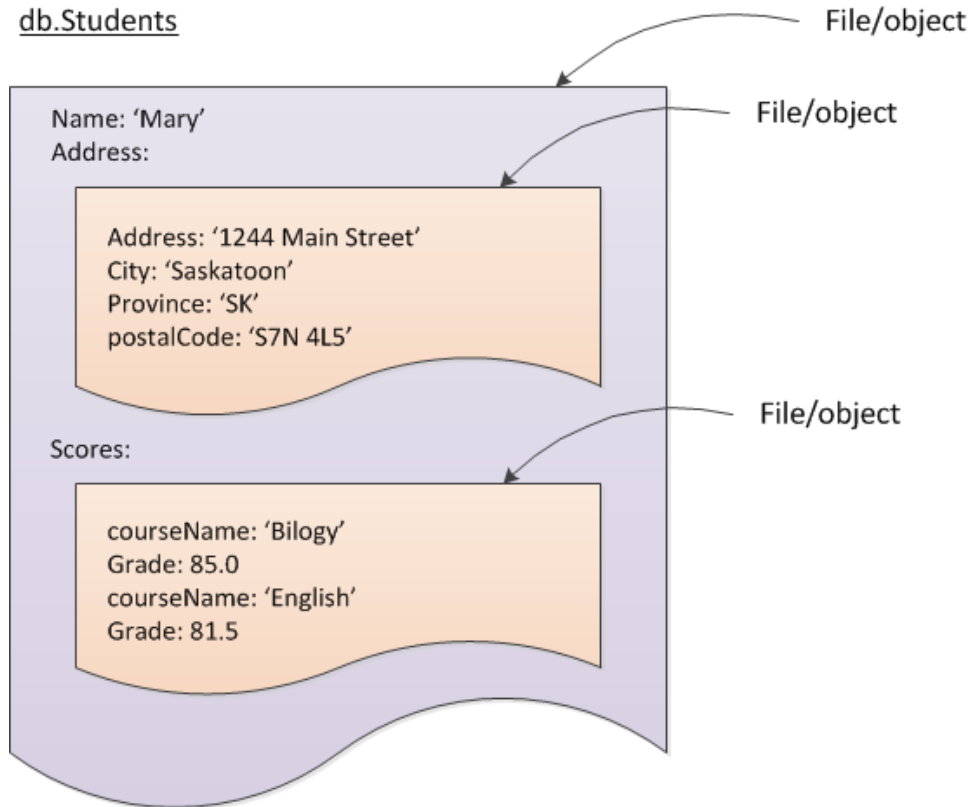 db.Students
File/object
Name: ‘Mary’
File/object
Address:
Address: ‘1244 Main Street’
City: ‘Saskatoon’
Province: ‘SK’
postalCode: ‘S7N 4L5’
File/object
Scores:
courseName: ‘Bilogy’
Grade: 85.0
courseName: ‘English’
Grade: 81.5